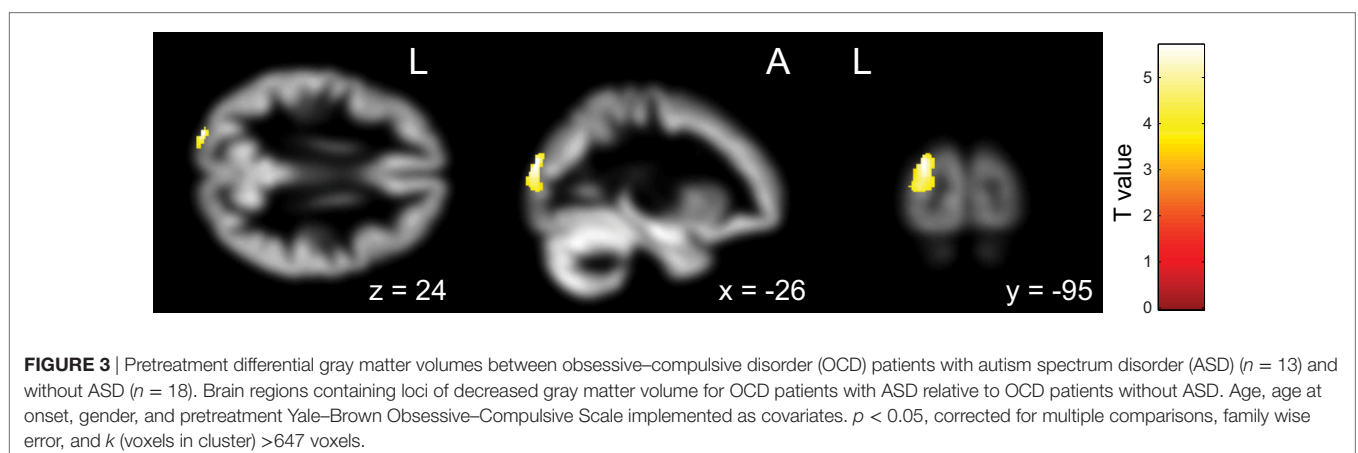 L
A
L
z = 24
x = -26
y = -95
T value
5
4
3
2
1
0
FIGURE 3 | Pretreatment differential gray matter volumes between obsessive–compulsive disorder (OCD) patients with autism spectrum disorder (ASD) (n = 13) and
without ASD (n = 18). Brain regions containing loci of decreased gray matter volume for OCD patients with ASD relative to OCD patients without ASD. Age, age at
onset, gender, and pretreatment Yale–Brown Obsessive–Compulsive Scale implemented as covariates. p < 0.05, corrected for multiple comparisons, family wise
error, and k (voxels in cluster) >647 voxels.